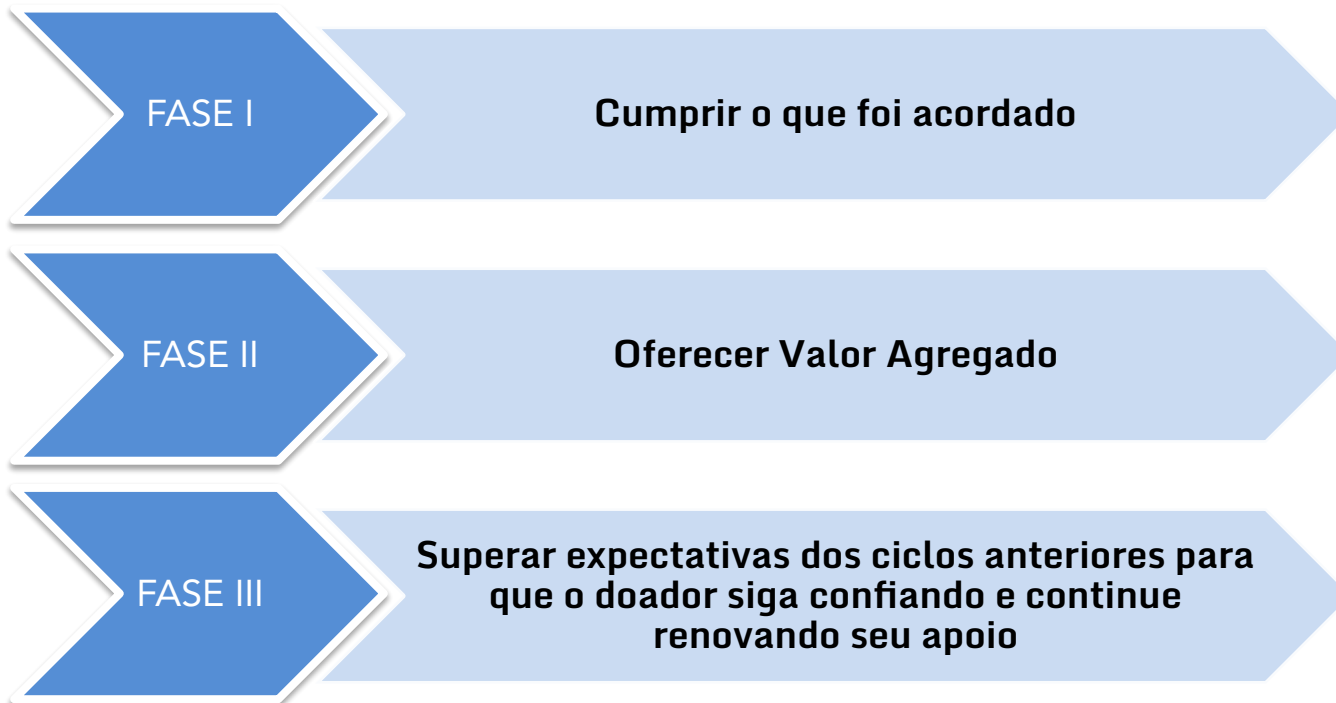 FASE I
Cumprir o que foi acordado
FASE II
Oferecer Valor Agregado
FASE III
Superar expectativas dos ciclos anteriores para
que o doador siga confiando e continue
renovando seu apoio